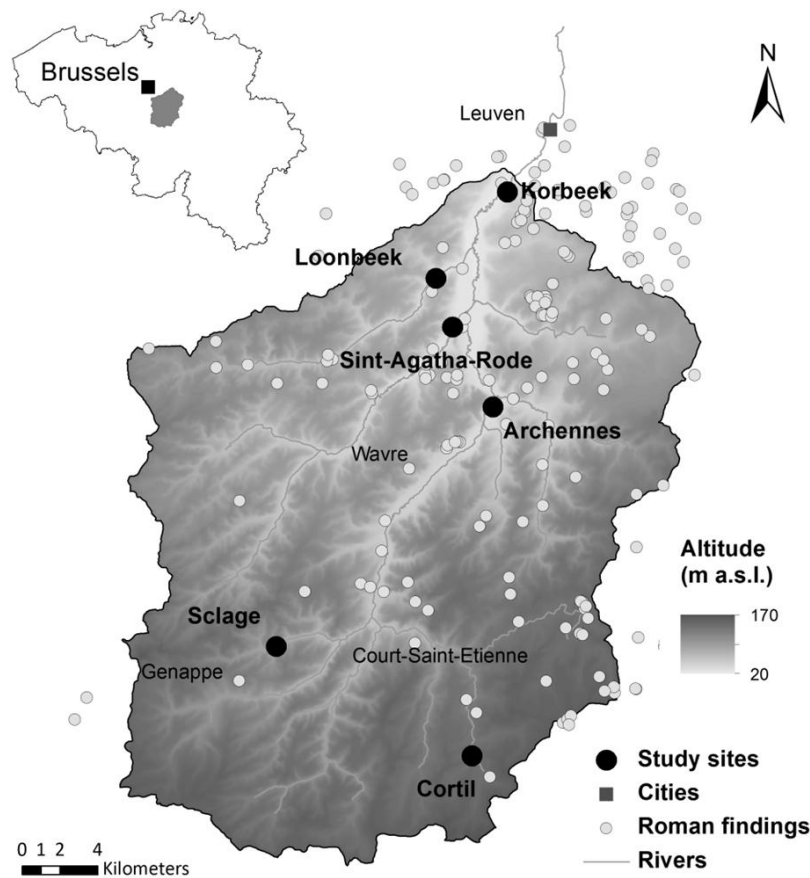 Brussels
N
Leuven
Korbeek
Loonbeek
Sint-Agatha-Rode
Archennes
Wavre
Altitude
(m a.s.l.)
170
20
Sclage
Genappe
Court-Saint-Etienne
Cortil
Study sites
Cities
Roman findings
Rivers
0 1 2 4
Kilometers